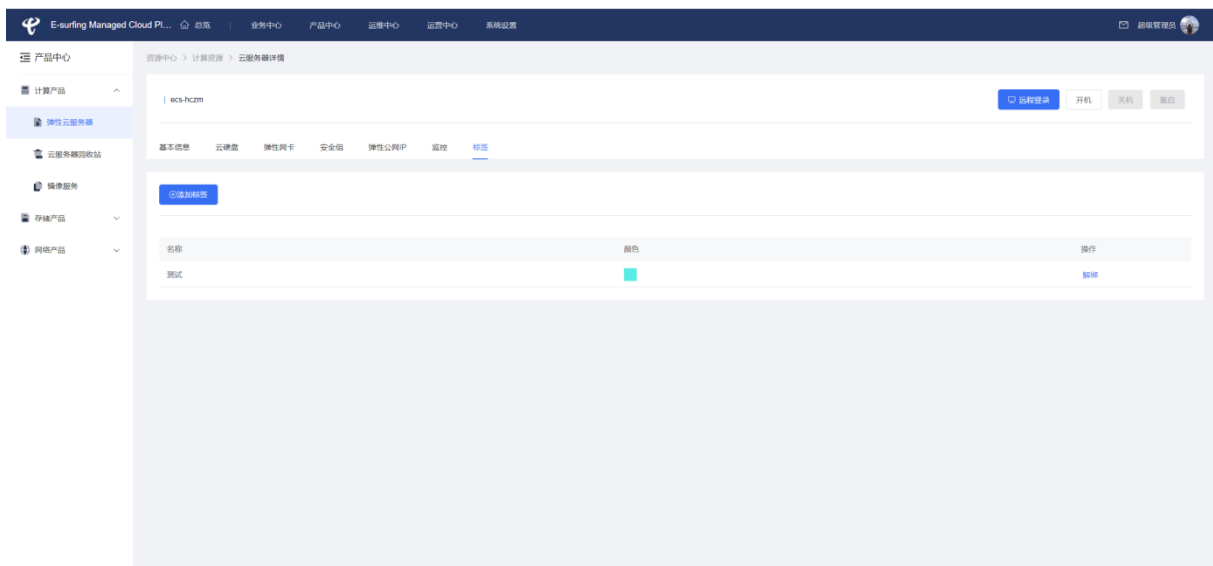 E-surfing Managed Cloud Pl... 总览 业务中心 产品中心 运维中心 运营中心 系统设置 超级管理员
产品中心
资源中心 > 计算资源 > 云服务器详情
计算产品
弹性云服务器
云服务器回收站
镜像服务
存储产品
网络产品
ecs-hczm
远程登录 开机 关机 重启
基本信息 云硬盘 弹性网卡 安全组 弹性公网IP 监控 标签
添加标签
名称 颜色 操作
测试 解绑